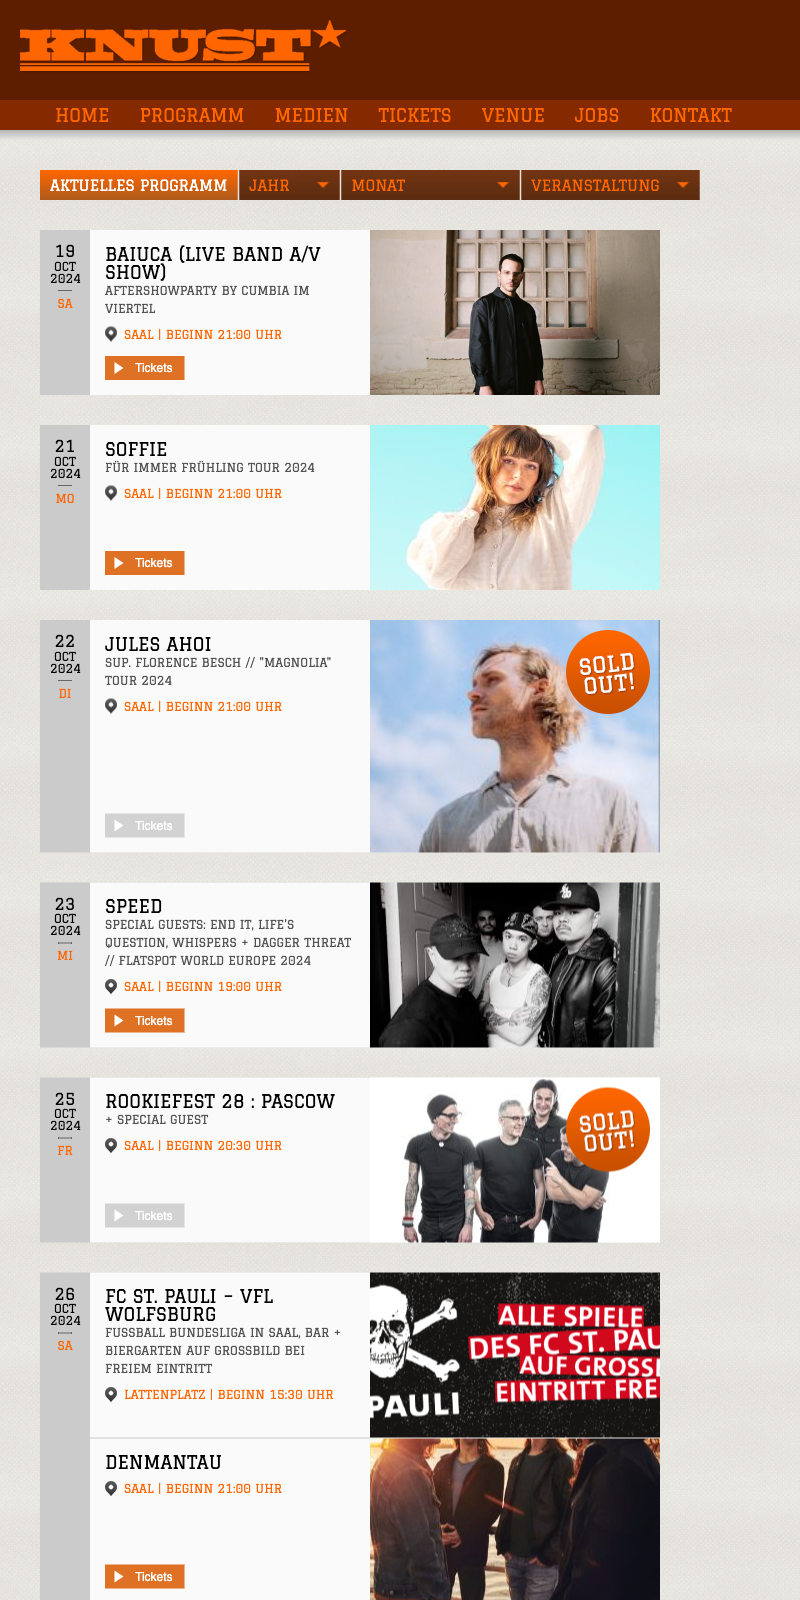 KNUST
HOME PROGRAMM MEDIEN TICKETS VENUE JOBS KONTAKT
AKTUELLES PROGRAMM JAHR MONAT VERANSTALTUNG
19
OCT
2024
SA
BAIUCA (LIVE BAND A/V
SHOW)
AFTERSHOWPARTY BY CUMBIA IM
VIERTEL
SAAL | BEGINN 21:00 UHR
Tickets
21
OCT
2024
MO
SOFFIE
FÜR IMMER FRÜHLING TOUR 2024
SAAL | BEGINN 21:00 UHR
Tickets
22
OCT
2024
DI
JULES AHOI
SUP. FLORENCE BESCH // "MAGNOLIA"
TOUR 2024
SAAL | BEGINN 21:00 UHR
Tickets
SOLD
OUT!
23
OCT
2024
MI
SPEED
SPECIAL GUESTS: END IT, LIFE'S
QUESTION, WHISPERS + DAGGER THREAT
// FLATSPOT WORLD EUROPE 2024
SAAL | BEGINN 19:00 UHR
Tickets
25
OCT
2024
FR
ROOKIEFEST 28 : PASCOW
+ SPECIAL GUEST
SAAL | BEGINN 20:30 UHR
Tickets
SOLD
OUT!
26
OCT
2024
SA
FC ST. PAULI – VFL
WOLFSBURG
FUSSBALL BUNDESLIGA IN SAAL, BAR +
BIERGARTEN AUF GROSSBILD BEI
FREIEM EINTRITT
LATTENPLATZ | BEGINN 15:30 UHR
PAULI
ALLE SPIELE
DES FC ST. PAU
AUF GROSSI
EINTRITT FRE
DENMANTAU
SAAL | BEGINN 21:00 UHR
Tickets